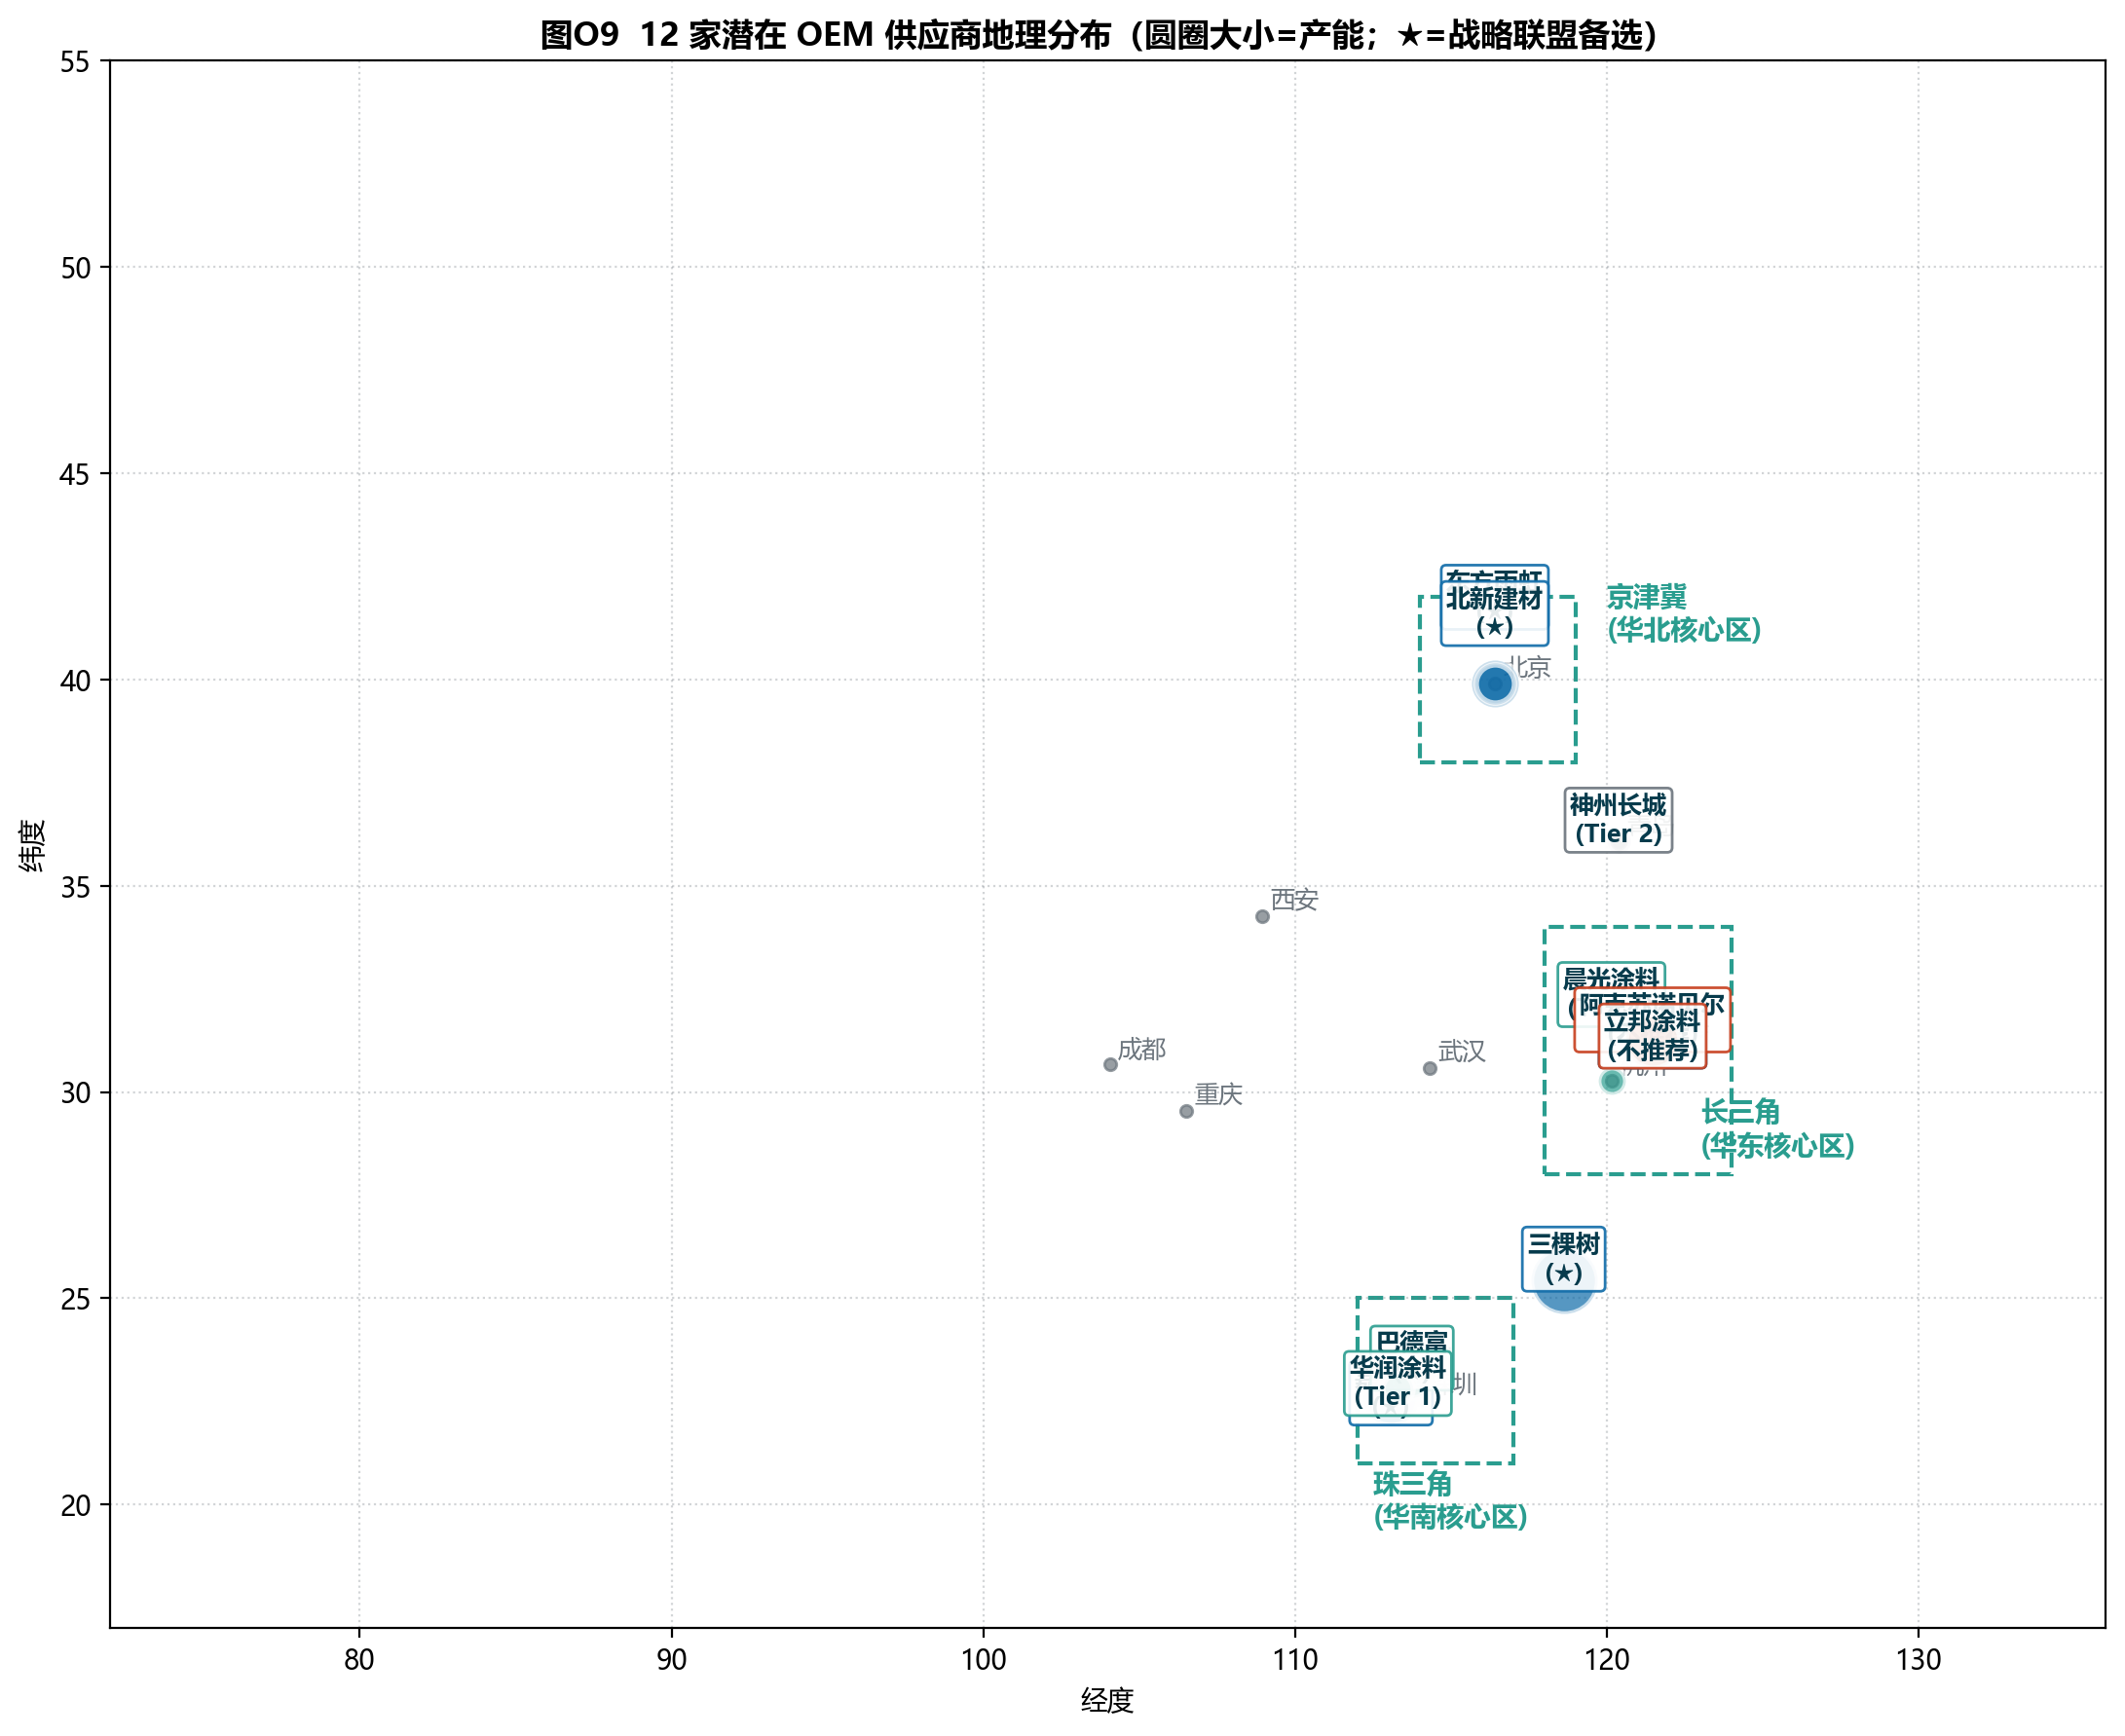 图O9 12 家潜在 OEM 供应商地理分布（圆圈大小=产能；★=战略联盟备选）
55
50
45
40
35
30
25
20
纬度
北新建材
(★)
京津冀
(华北核心区)
北京
神州长城
(Tier 2)
西安
晨光涂料
立邦涂料
(不推荐)
成都
武汉
重庆
长三角
(华东核心区)
三棵树
(★)
巴德富
华润涂料
(Tier 1)
圳
珠三角
(华南核心区)
80
90
100
110
120
130
经度